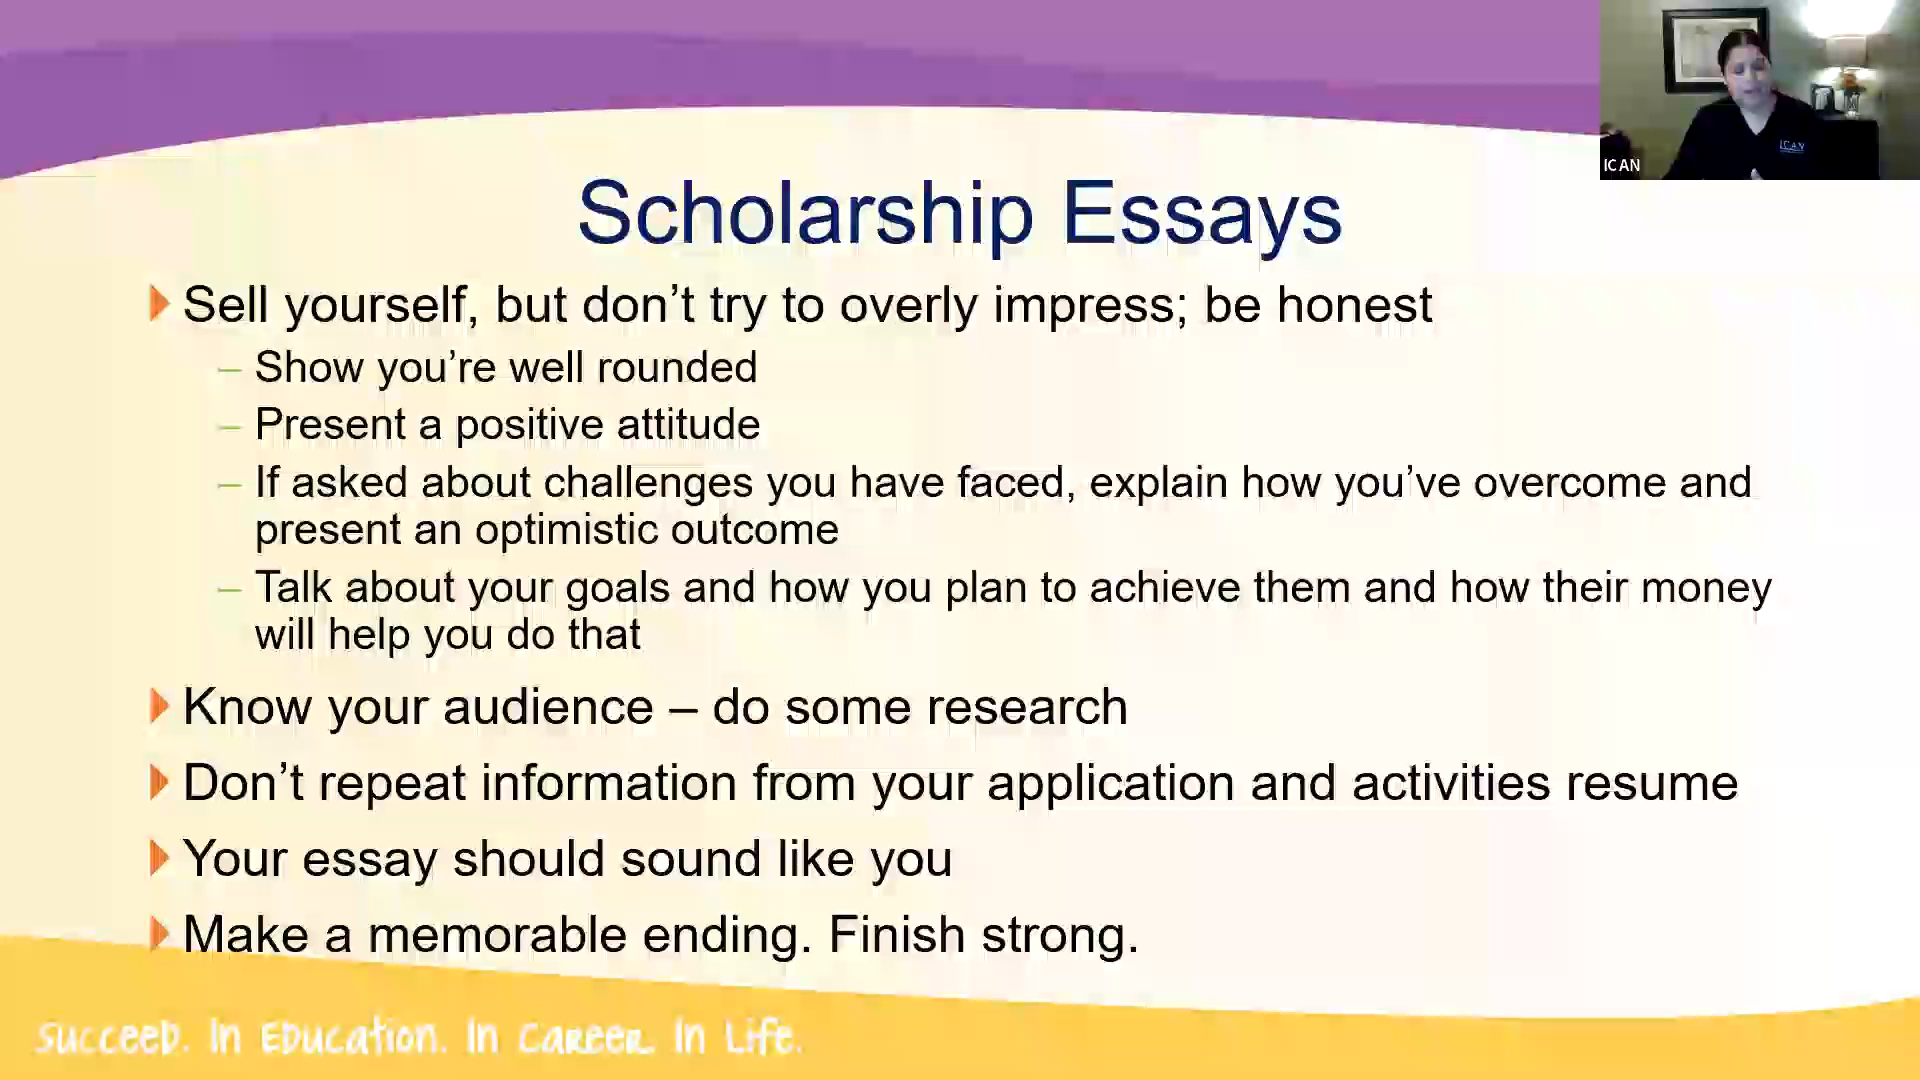 ICAN
ICAN
Scholarship Essays
Sell yourself, but don’t try to overly impress; be honest
– Show you’re well rounded
– Present a positive attitude
– If asked about challenges you have faced, explain how you’ve overcome and
present an optimistic outcome
– Talk about your goals and how you plan to achieve them and how their money
will help you do that
Know your audience – do some research
Don’t repeat information from your application and activities resume
Your essay should sound like you
Make a memorable ending. Finish strong.
Succeed. In Education. In Career. In Life.